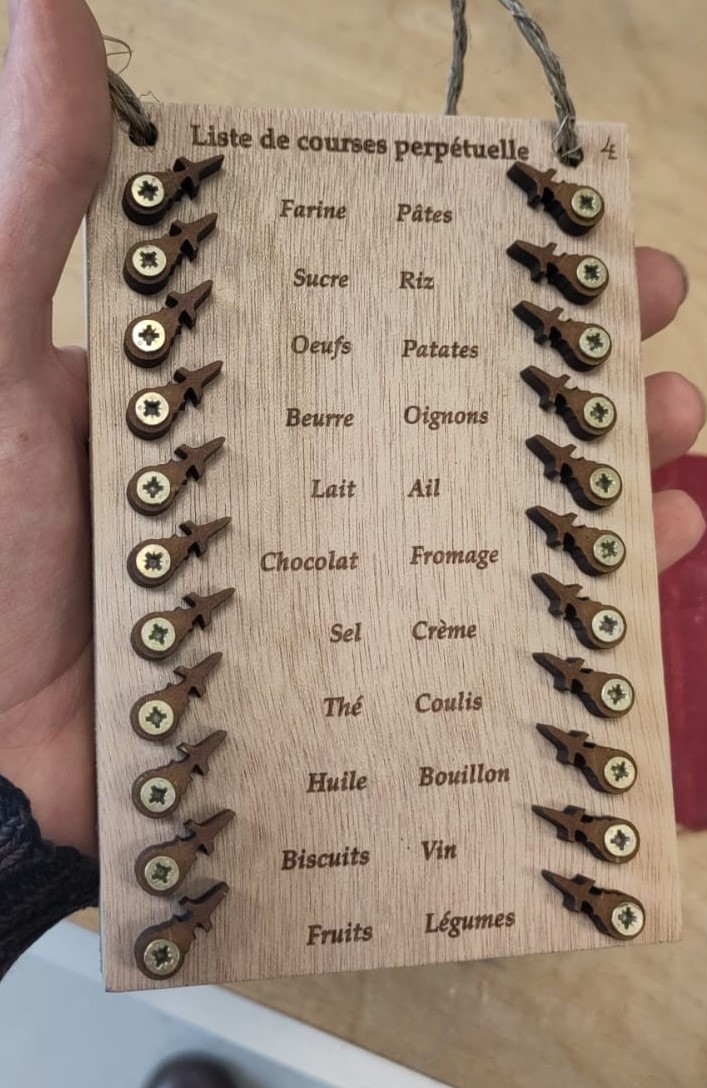 Liste de courses perpétuelle
Farine Pâtes
Sucre Riz
Oeufs Patates
Beurre Oignons
Lait Ail
Chocolat Fromage
Sel Crème
Thé Coulis
Huile Bouillon
Biscuits Vin
Fruits Légumes